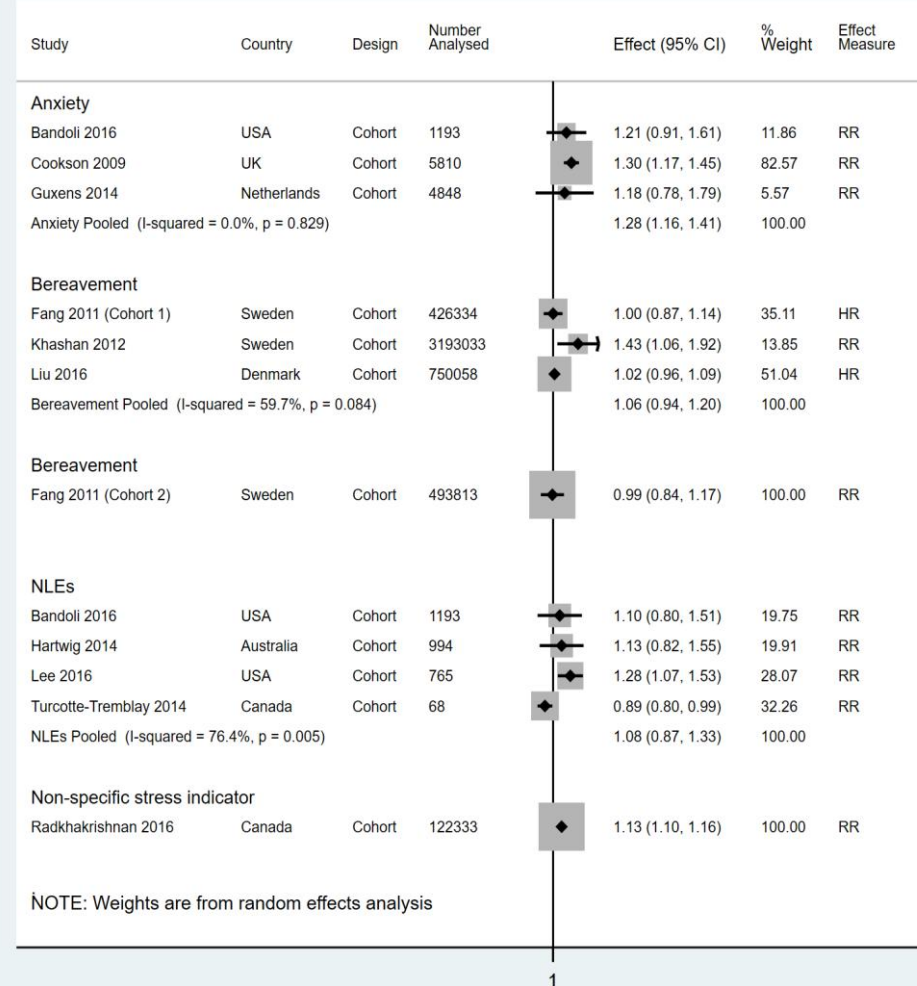 Study Country Design Number Analysed Effect (95% CI) % Weight Effect Measure
Anxiety
Bandoli 2016 USA Cohort 1193 1.21 (0.91, 1.61) 11.86 RR
Cookson 2009 UK Cohort 5810 1.30 (1.17, 1.45) 82.57 RR
Guxens 2014 Netherlands Cohort 4848 1.18 (0.78, 1.79) 5.57 RR
Anxiety Pooled (I-squared = 0.0%, p = 0.829) 1.28 (1.16, 1.41) 100.00
Bereavement
Fang 2011 (Cohort 1) Sweden Cohort 426334 1.00 (0.87, 1.14) 35.11 HR
Khashan 2012 Sweden Cohort 3193033 1.43 (1.06, 1.92) 13.85 RR
Liu 2016 Denmark Cohort 750058 1.02 (0.96, 1.09) 51.04 HR
Bereavement Pooled (I-squared = 59.7%, p = 0.084) 1.06 (0.94, 1.20) 100.00
Bereavement
Fang 2011 (Cohort 2) Sweden Cohort 493813 0.99 (0.84, 1.17) 100.00 RR
NLEs
Bandoli 2016 USA Cohort 1193 1.10 (0.80, 1.51) 19.75 RR
Hartwig 2014 Australia Cohort 994 1.13 (0.82, 1.55) 19.91 RR
Lee 2016 USA Cohort 765 1.28 (1.07, 1.53) 28.07 RR
Turcotte-Tremblay 2014 Canada Cohort 68 0.89 (0.80, 0.99) 32.26 RR
NLEs Pooled (I-squared = 76.4%, p = 0.005) 1.08 (0.87, 1.33) 100.00
Non-specific stress indicator
Radkhakrishnan 2016 Canada Cohort 122333 1.13 (1.10, 1.16) 100.00 RR
NOTE: Weights are from random effects analysis
1